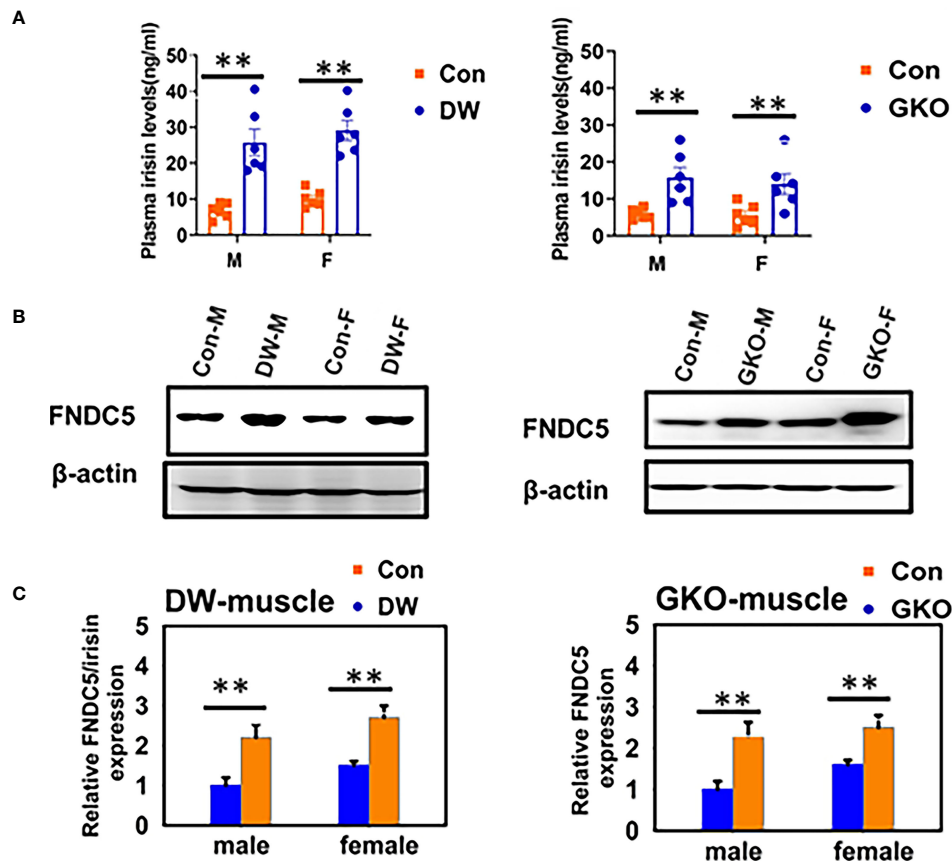 A
Plasma irisin levels(ng/ml)
50
40
30
20
10
0
**
**
Con
DW
M
F
Plasma irisin levels(ng/ml)
50
40
30
20
10
0
**
**
Con
GKO
M
F
B
Con-M
DW-M
Con-F
DW-F
FNDC5
β-actin
Con-M
GKO-M
Con-F
GKO-F
FNDC5
β-actin
C
DW-muscle
Con
DW
Relative FNDC5/irisin
expression
5
4
3
2
1
0
**
**
male
female
GKO-muscle
Con
GKO
Relative FNDC5
expression
5
4
3
2
1
0
**
**
male
female